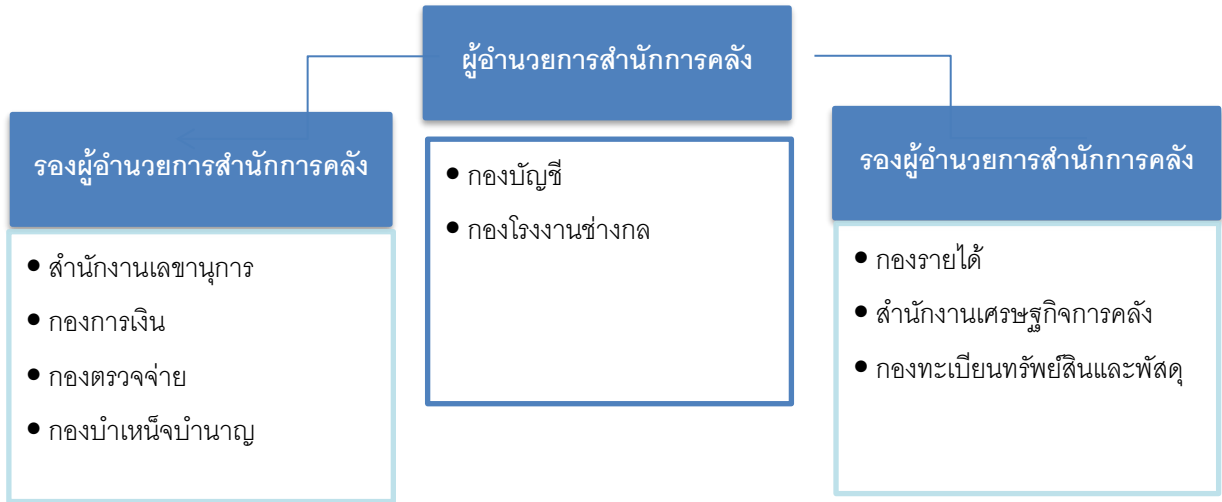 ผู้อำนวยการสำนักการคลัง
รองผู้อำนวยการสำนักการคลัง
• สำนักงานเลขานุการ
• กองการเงิน
• กองตรวจจ่าย
• กองบำเหน็จบำนาญ
• กองบัญชี
• กองโรงงานช่างกล
รองผู้อำนวยการสำนักการคลัง
• กองรายได้
• สำนักงานเศรษฐกิจการคลัง
• กองทะเบียนทรัพย์สินและพัสดุ